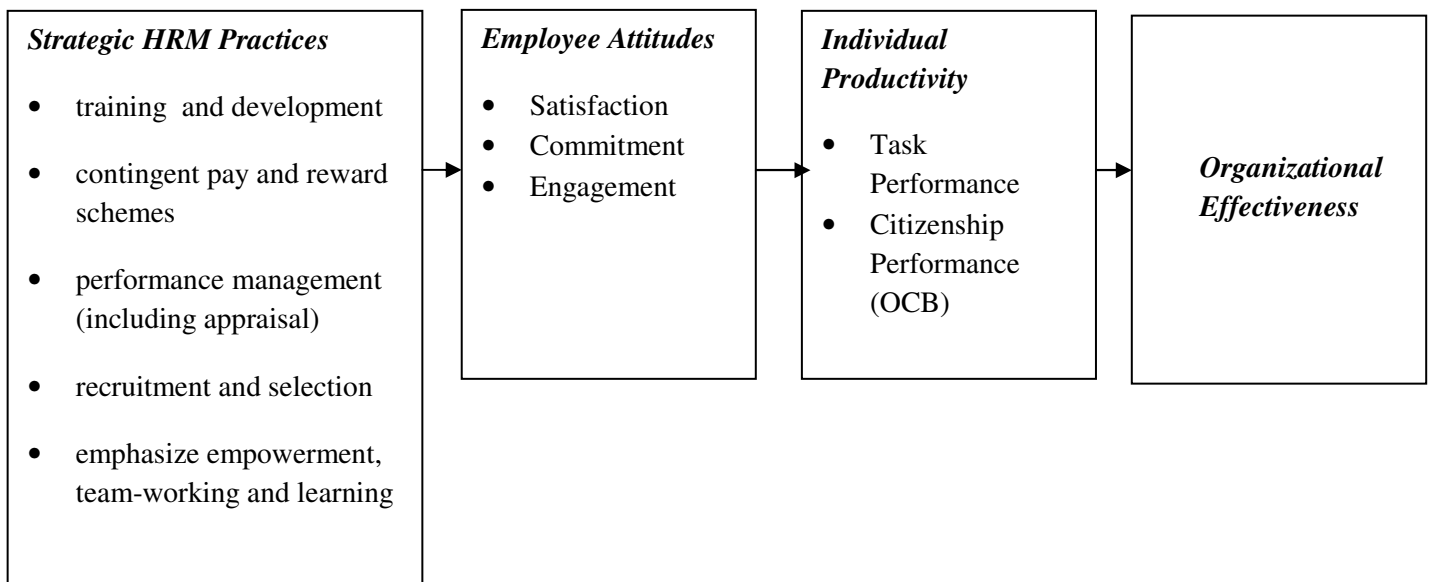 Strategic HRM Practices
• training and development
• contingent pay and reward
schemes
• performance management
(including appraisal)
• recruitment and selection
• emphasize empowerment,
team-working and learning
Employee Attitudes
• Satisfaction
• Commitment
• Engagement
Individual
Productivity
• Task
Performance
• Citizenship
Performance
(OCB)
Organizational
Effectiveness